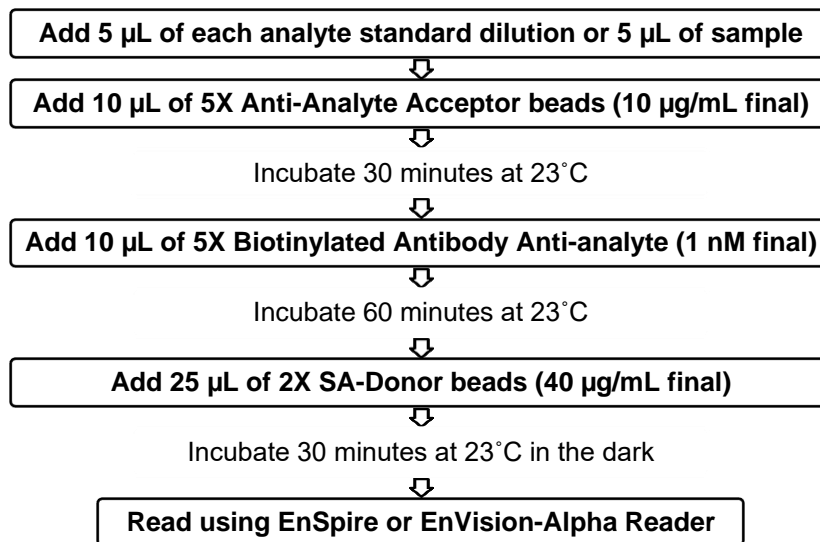 Add 5 µL of each analyte standard dilution or 5 µL of sample
Add 10 µL of 5X Anti-Analyte Acceptor beads (10 µg/mL final)
Incubate 30 minutes at 23˚C
Add 10 µL of 5X Biotinylated Antibody Anti-analyte (1 nM final)
Incubate 60 minutes at 23˚C
Add 25 µL of 2X SA-Donor beads (40 µg/mL final)
Incubate 30 minutes at 23˚C in the dark
Read using EnSpire or EnVision-Alpha Reader